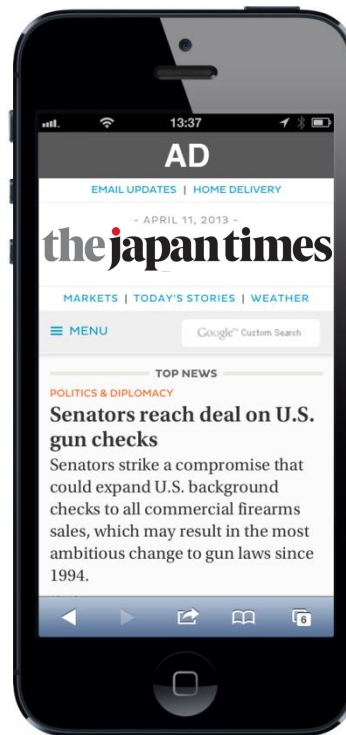 13:37
AD
EMAIL UPDATES | HOME DELIVERY
- APRIL 11, 2013 -
the japan times
MARKETS | TODAY'S STORIES | WEATHER
MENU
Google™ Custom Search
TOP NEWS
POLITICS & DIPLOMACY
Senators reach deal on U.S.
gun checks
Senators strike a compromise that
could expand U.S. background
checks to all commercial firearms
sales, which may result in the most
ambitious change to gun laws since
1994.
6